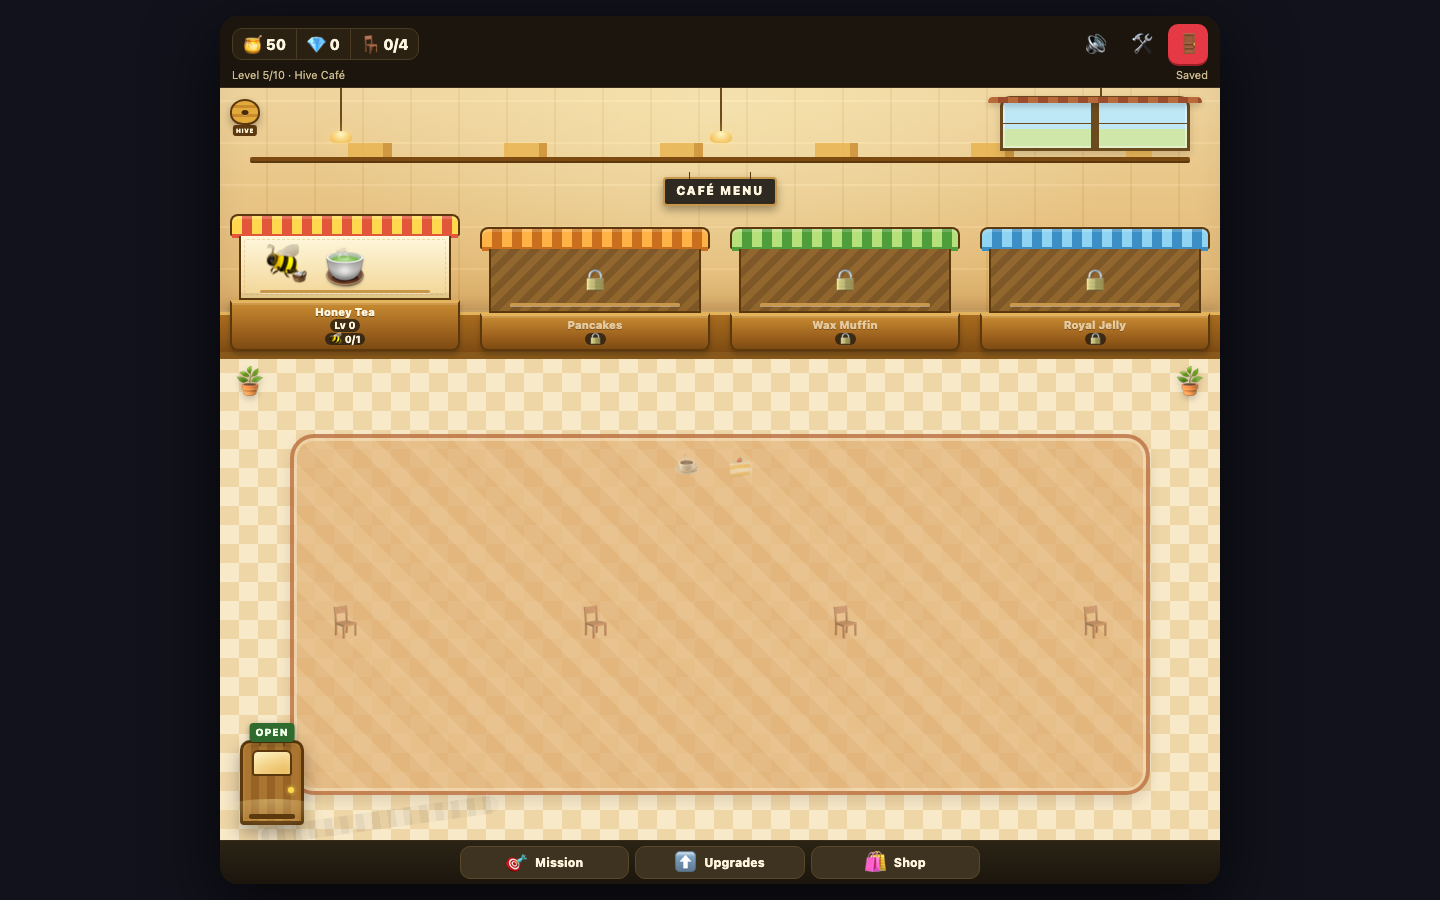 50
0
0/4
Level 5/10 · Hive Café
Saved
HIVE
CAFÉ MENU
Honey Tea
Lv 0
0/1
Pancakes
Wax Muffin
Royal Jelly
OPEN
Mission
Upgrades
Shop